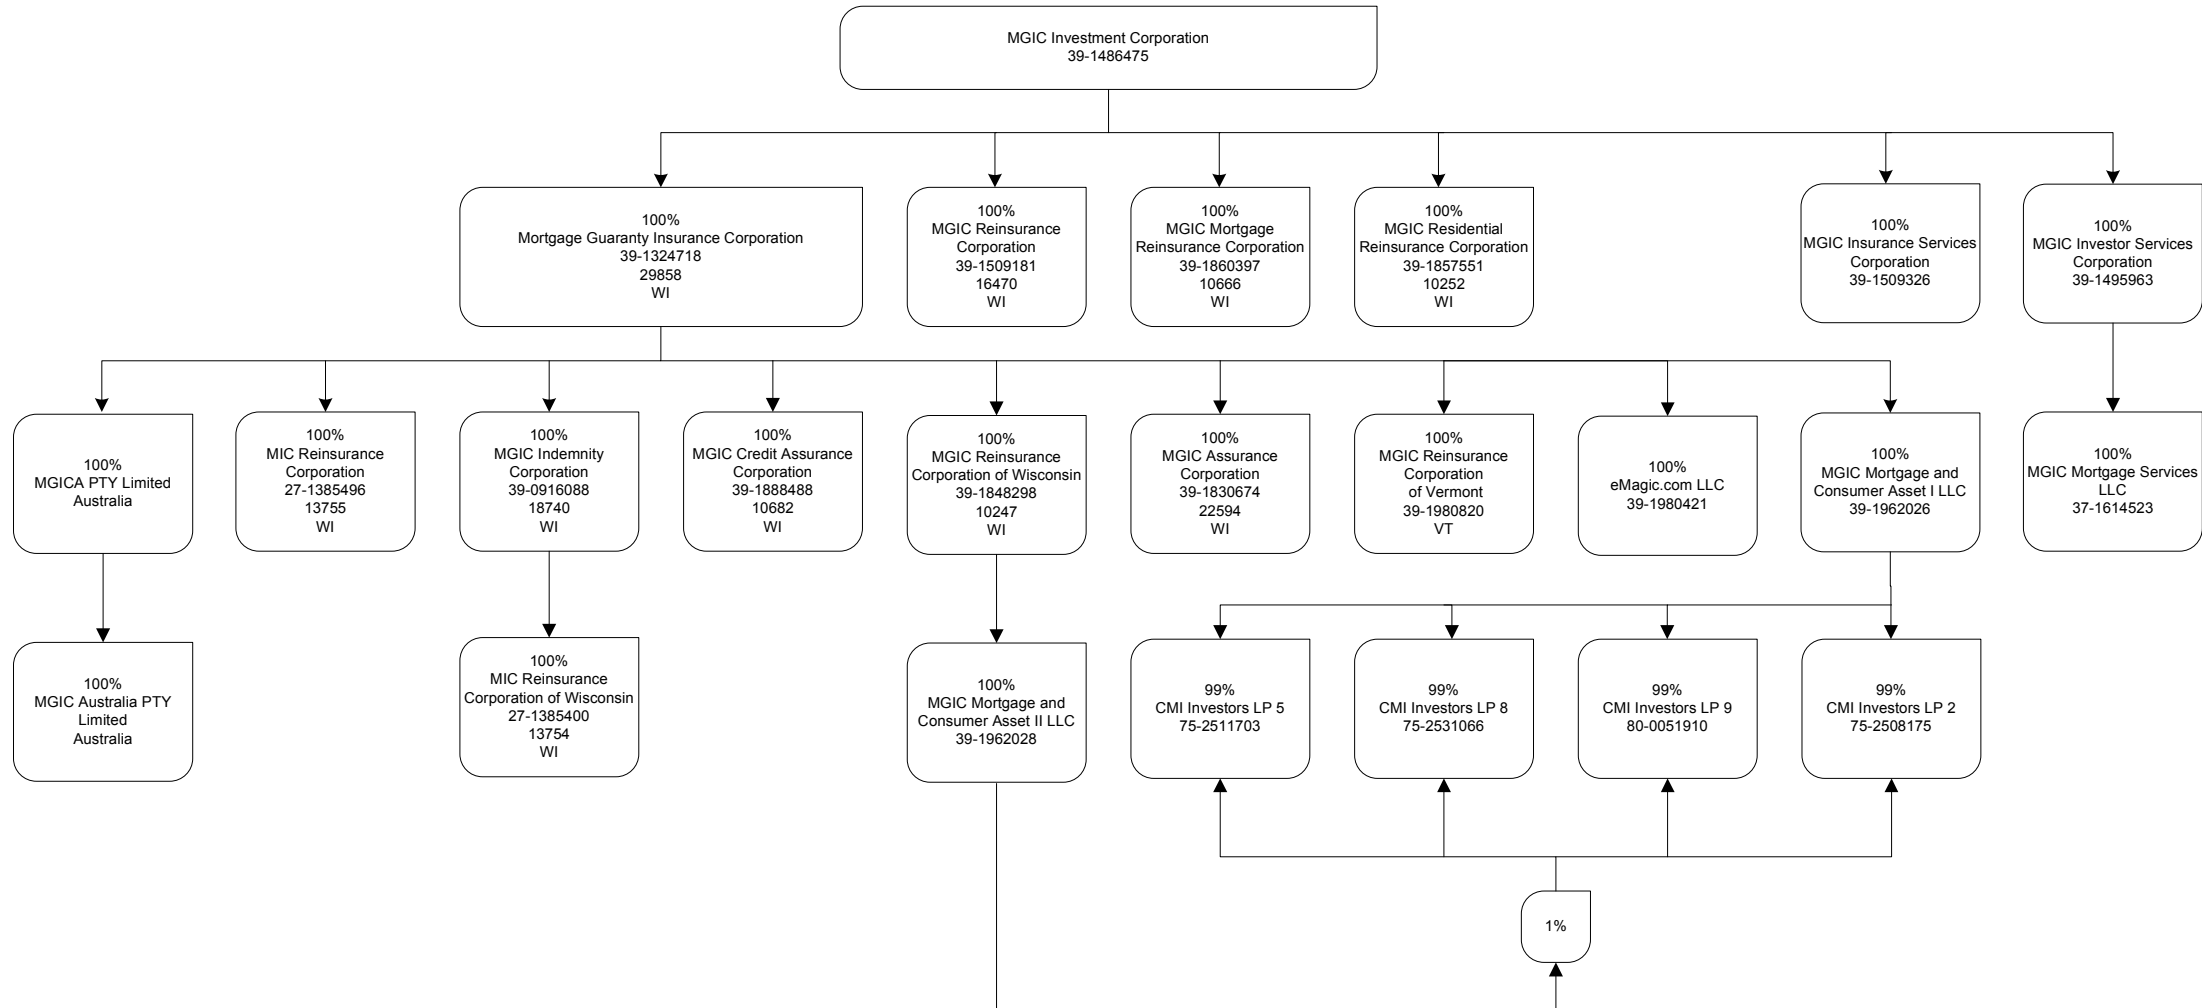 MGIC Investment Corporation
39-1486475
100%
Mortgage Guaranty Insurance Corporation
39-1324718
29858
WI
100%
MGIC Reinsurance
Corporation
39-1509181
16470
WI
100%
MGIC Mortgage
Reinsurance Corporation
39-1860397
10666
WI
100%
MGIC Residential
Reinsurance Corporation
39-1857551
10252
WI
100%
MGIC Insurance Services
Corporation
39-1509326
100%
MGIC Investor Services
Corporation
39-1495963
100%
MGICA PTY Limited
Australia
100%
MIC Reinsurance
Corporation
27-1385496
13755
WI
100%
MGIC Indemnity
Corporation
39-0916088
18740
WI
100%
MGIC Credit Assurance
Corporation
39-1888488
10682
WI
100%
MGIC Reinsurance
Corporation of Wisconsin
39-1848298
10247
WI
100%
MGIC Assurance
Corporation
39-1830674
22594
WI
100%
MGIC Reinsurance
Corporation
of Vermont
39-1980820
VT
100%
eMagic.com LLC
39-1980421
100%
MGIC Mortgage and
Consumer Asset I LLC
39-1962026
100%
MGIC Mortgage Services
LLC
37-1614523
100%
MGIC Australia PTY
Limited
Australia
100%
MIC Reinsurance
Corporation of Wisconsin
27-1385400
13754
WI
100%
MGIC Mortgage and
Consumer Asset II LLC
39-1962028
99%
CMI Investors LP 5
75-2511703
99%
CMI Investors LP 8
75-2531066
99%
CMI Investors LP 9
80-0051910
99%
CMI Investors LP 2
75-2508175
1%